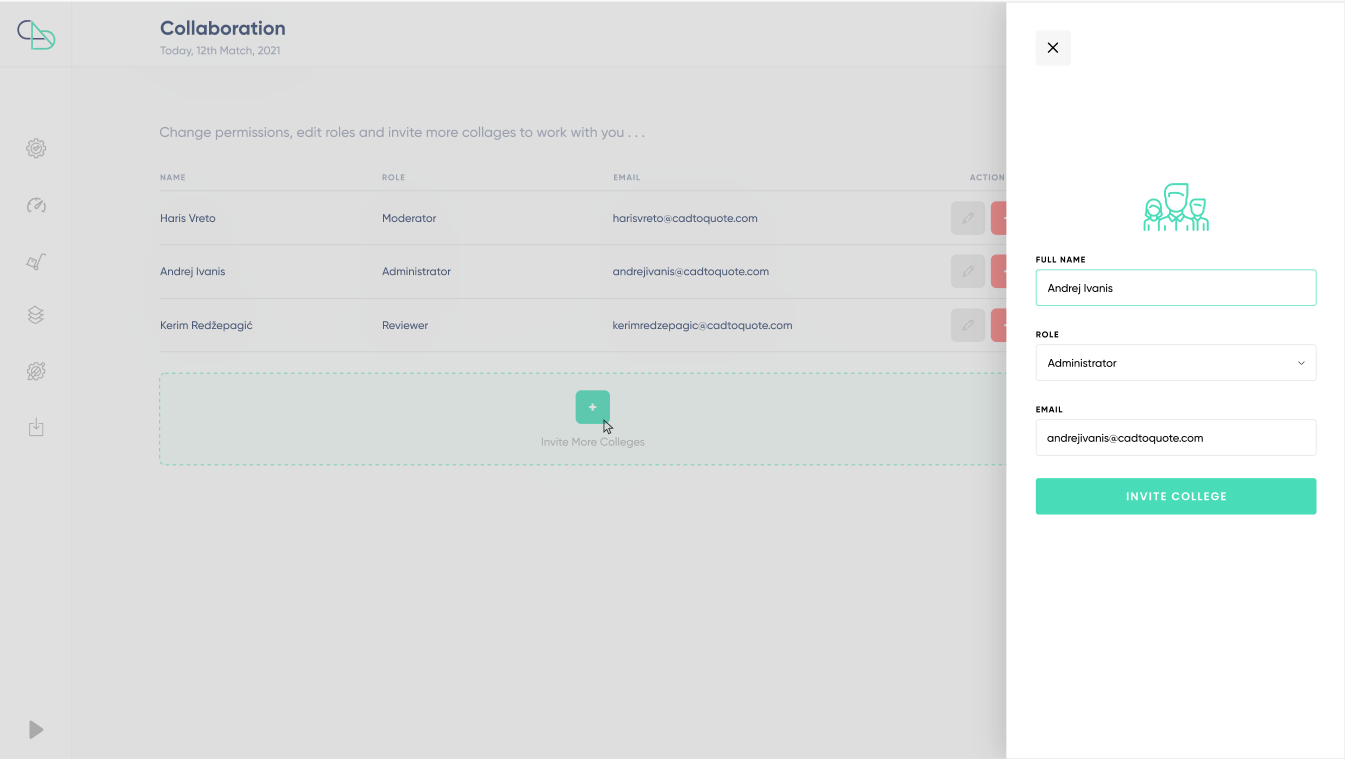 Collaboration
Today, 12th Match, 2021
Change permissions, edit roles and invite more collages to work with you . . .
NAME ROLE EMAIL ACTION
Haris Vreto Moderator harisvreto@cadtoquote.com
Andrej Ivanis Administrator andrejivanis@cadtoquote.com
Kerim Redžepagić Reviewer kerimredzepagic@cadtoquote.com
+
Invite More Colleges
FULL NAME
Andrej Ivanis
ROLE
Administrator
EMAIL
andrejivanis@cadtoquote.com
INVITE COLLEGE